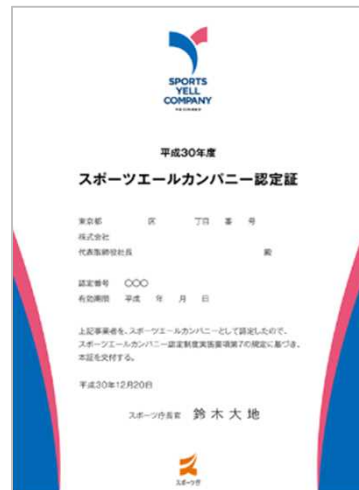 SPORTS
YELL
COMPANY
平成30年度
スポーツエールカンパニー認定証
東京都 区 丁目 番 号
株式会社
代表取締役社長 殿
認定番号 〇〇〇
有効期間 平成 年 月 日
上記事業者を、スポーツエールカンパニーとして認定したので、
スポーツエールカンパニー認定制度実施要項第7の規定に基づき、
本証を交付する。
平成30年12月20日
スポーツ庁長官 鈴木大地
スポーツ庁